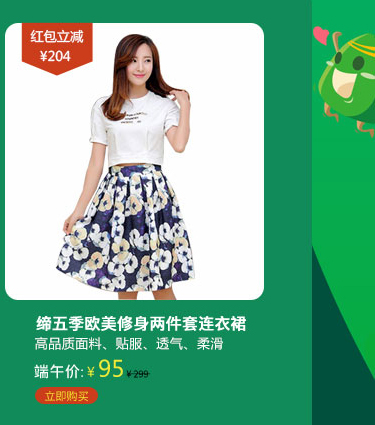 红包立减
¥204
缔五季欧美修身两件套连衣裙
高品质面料、贴服、透气、柔滑
端午价:¥95 ¥299
立即购买